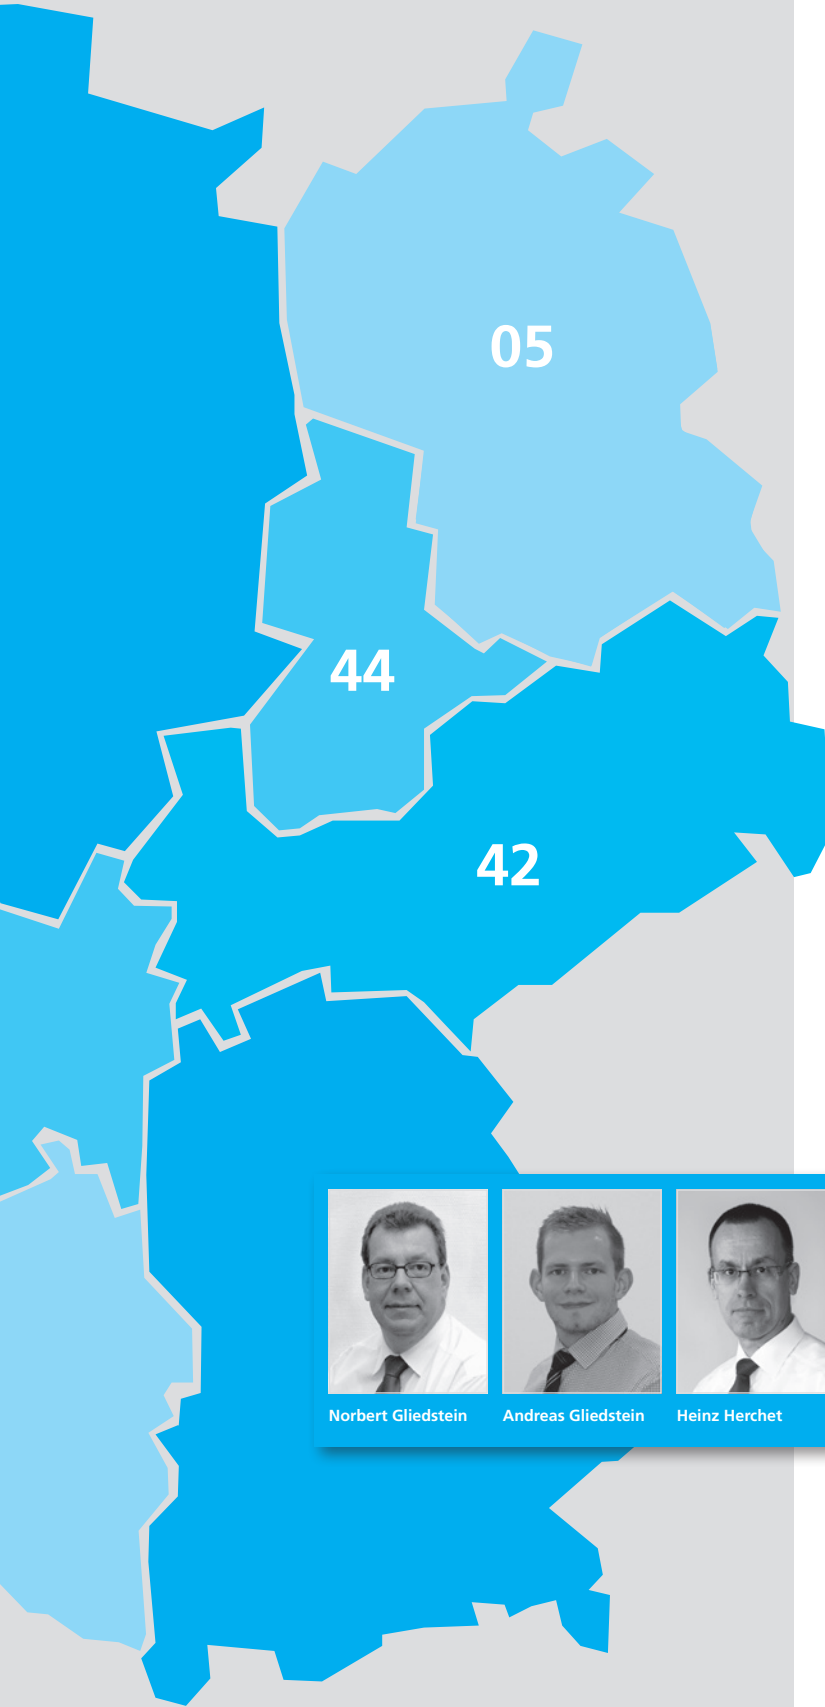 05
44
42
Norbert Gliedstein
Andreas Gliedstein
Heinz Herchet